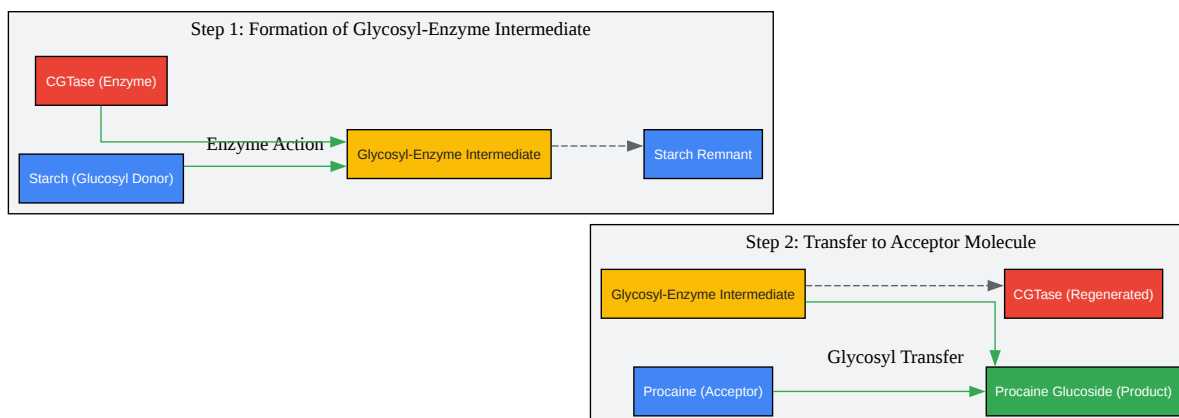 Step 1: Formation of Glycosyl-Enzyme Intermediate
CGTase (Enzyme)
Enzyme Action
Glycosyl-Enzyme Intermediate
Starch Remnant
Starch (Glucosyl Donor)
Step 2: Transfer to Acceptor Molecule
Glycosyl-Enzyme Intermediate
CGTase (Regenerated)
Glycosyl Transfer
Procaine (Acceptor)
Procaine Glucoside (Product)